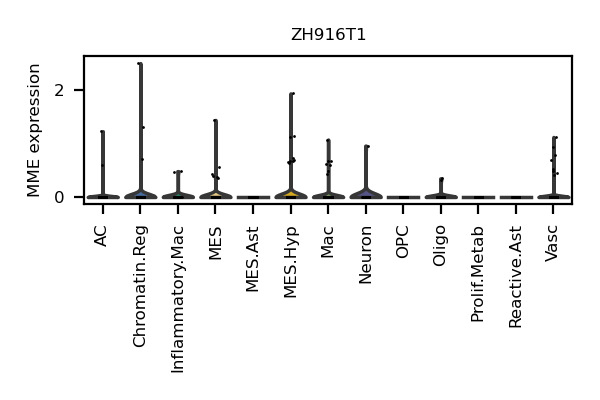 ZH916T1
MME expression
2
0
AC
Chromatin.Reg
Inflammatory.Mac
MES
MES.Ast
MES.Hyp
Mac
Neuron
OPC
Oligo
Prolif.Metab
Reactive.Ast
Vasc